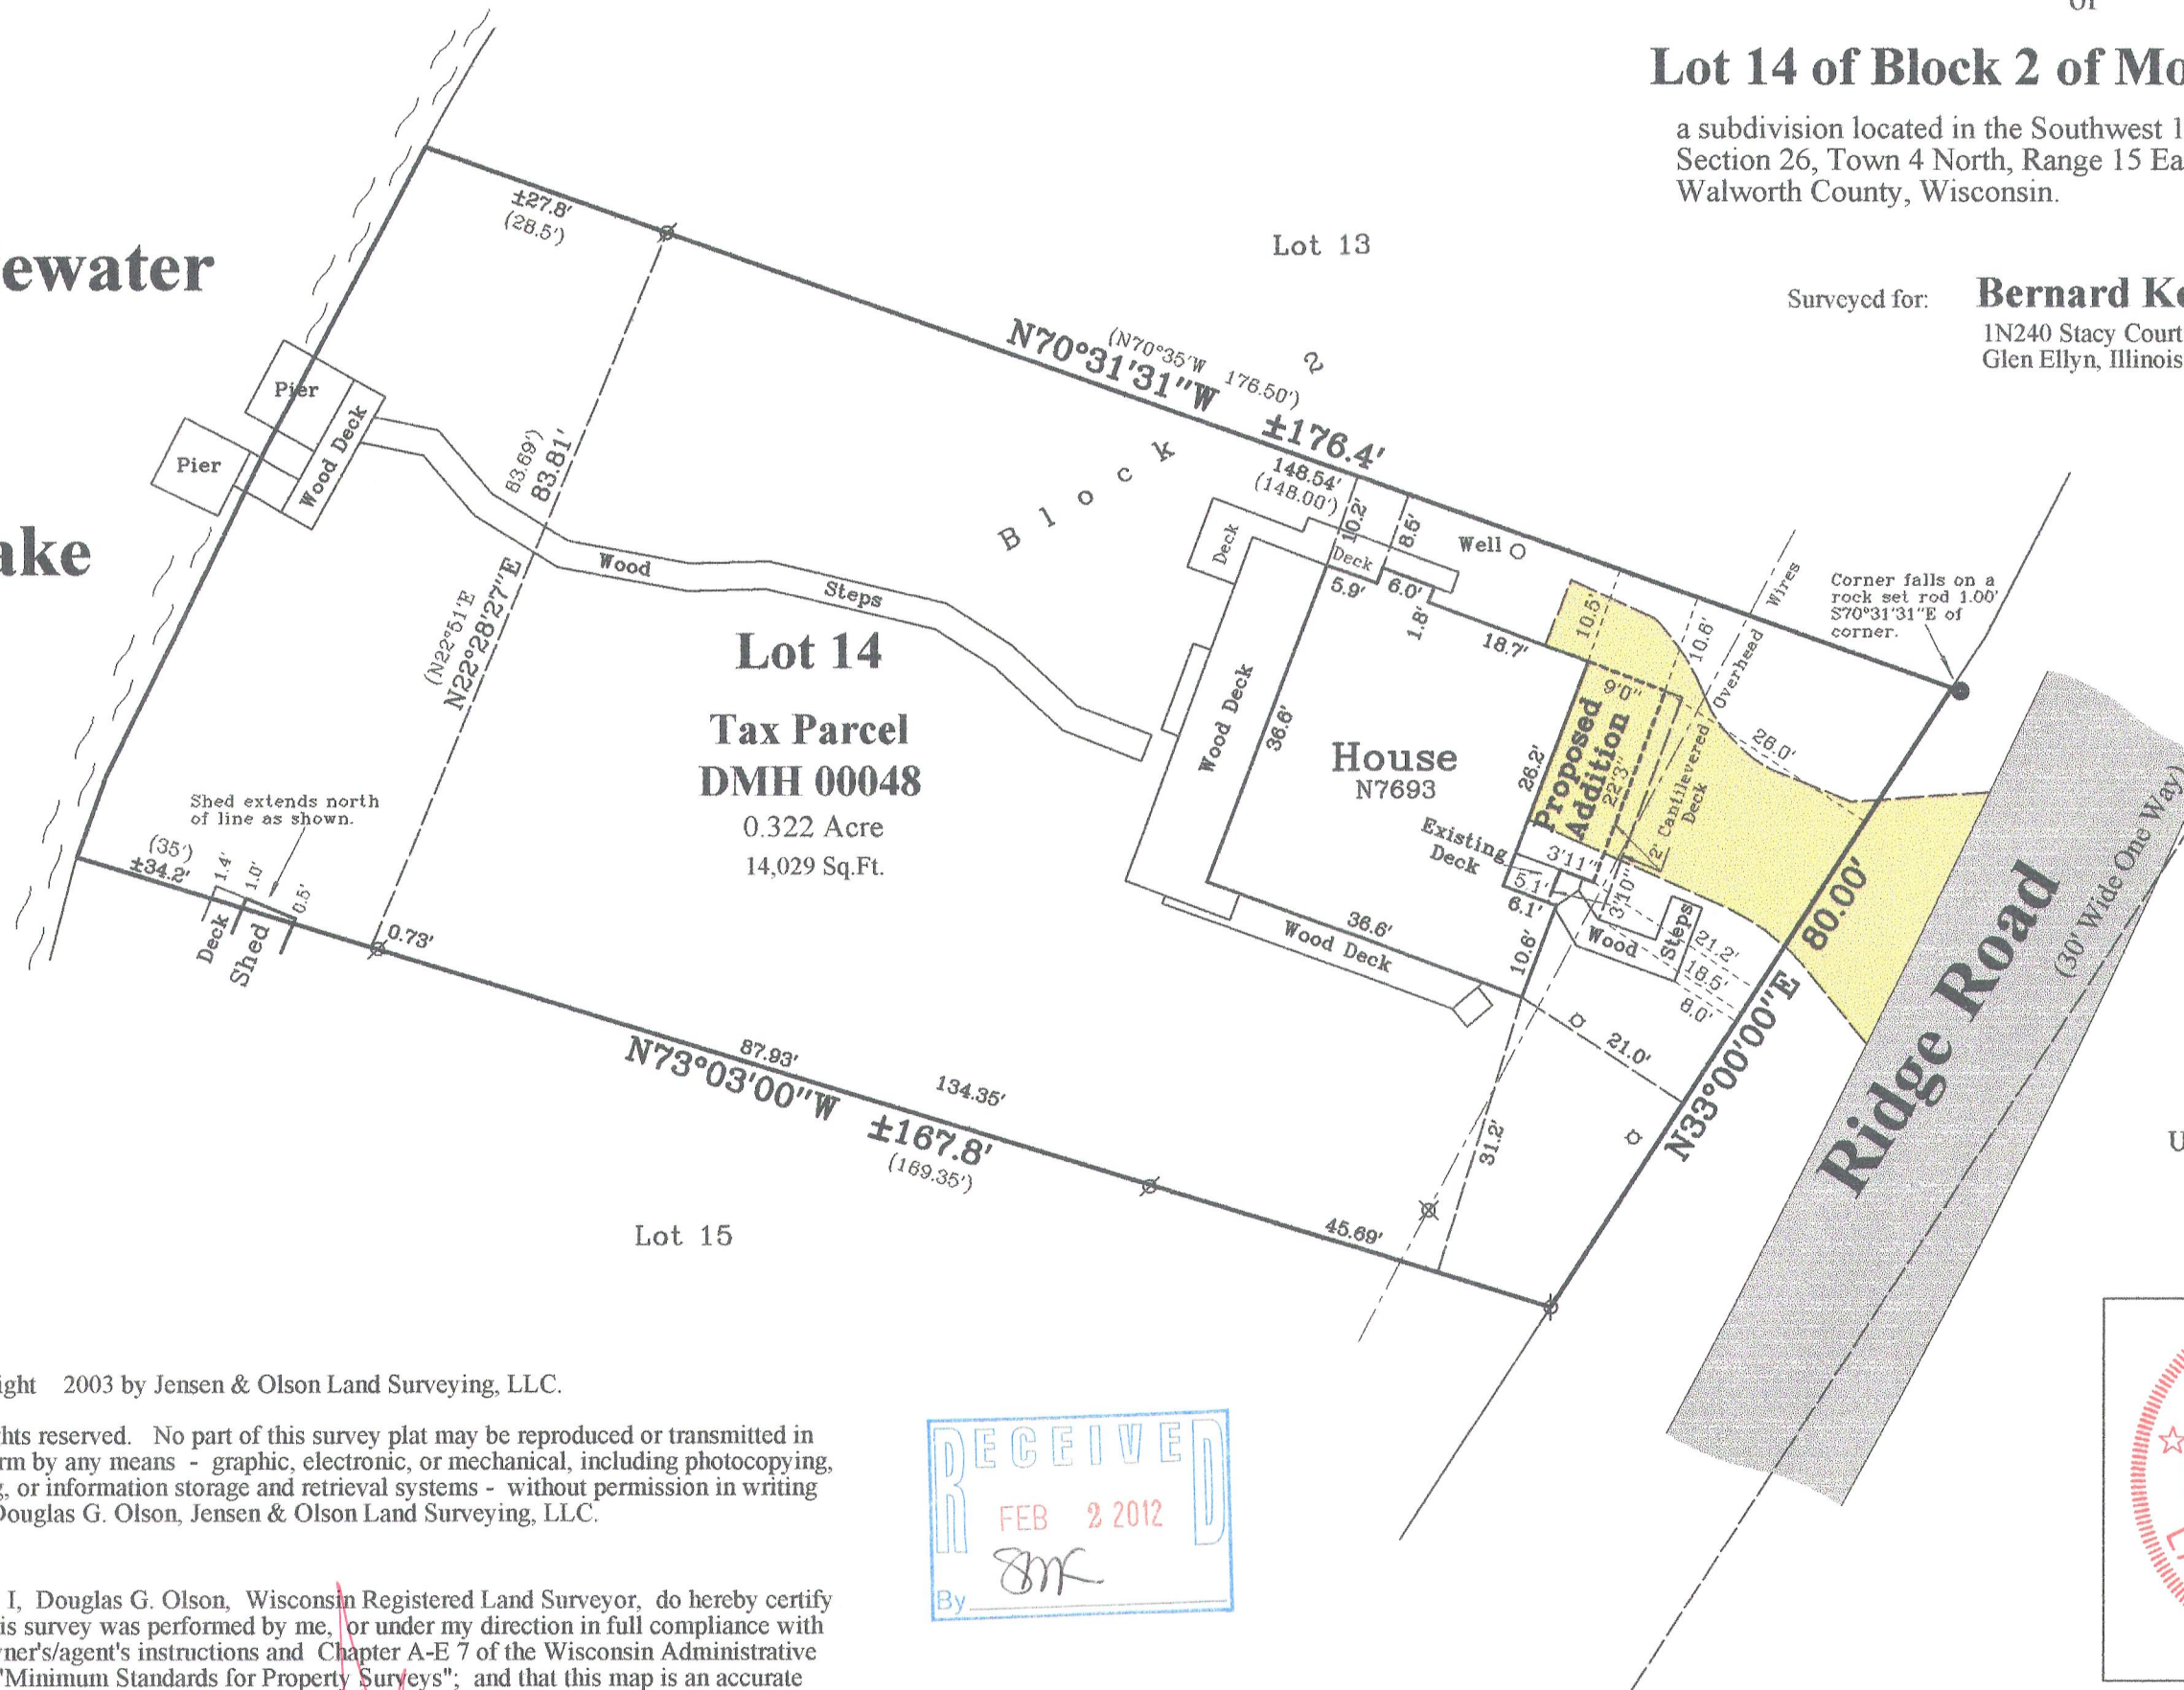 of
Lot 14 of Block 2 of Mo
a subdivision located in the Southwest 1
Section 26, Town 4 North, Range 15 Ea
Walworth County, Wisconsin.
Surveyed for: Bernard Ke
1N240 Stacy Court
Glen Ellyn, Illinois
ewater
ake
Lot 13
±27.8'
(28.5')
(N70°35'W 176.50')
N70°31'31"W ±176.4'
148.54'
(148.00')
Block 2
Pier
Pier
Wood Deck
(83.69')
83.81'
(N22°51'E
N22°28'27"E
Wood Steps
Lot 14
Tax Parcel
DMH 00048
0.322 Acre
14,029 Sq.Ft.
Deck
Deck
10.2'
8.5'
Well
5.9'
6.0'
1.8'
18.7'
10.5'
10.6'
Overhead Wires
Corner falls on a
rock set rod 1.00'
S70°31'31"E of
corner.
Wood Deck
36.6'
House
N7693
26.2'
9'0"
Proposed
Addition
22'3"
2' Cantilevered
Deck
26.0'
Existing
Deck
3'11"
5.1'
6.1'
3'10"
10.6'
36.6'
Wood Deck
Wood Steps
21.2'
18.5'
8.0'
21.0'
31.2'
80.00'
N33°00'00"E
Ridge Road
(30' Wide One Way)
Shed extends north
of line as shown.
(35')
±34.2'
1.4'
1.0'
0.5'
Deck
Shed
0.73'
87.93'
134.35'
N73°03'00"W ±167.8'
(169.35')
45.69'
Lot 15
U
ight 2003 by Jensen & Olson Land Surveying, LLC.
hts reserved. No part of this survey plat may be reproduced or transmitted in
rm by any means - graphic, electronic, or mechanical, including photocopying,
g, or information storage and retrieval systems - without permission in writing
Douglas G. Olson, Jensen & Olson Land Surveying, LLC.
I, Douglas G. Olson, Wisconsin Registered Land Surveyor, do hereby certify
is survey was performed by me, or under my direction in full compliance with
ner's/agent's instructions and Chapter A-E 7 of the Wisconsin Administrative
"Minimum Standards for Property Surveys"; and that this map is an accurate
RECEIVED
FEB 2 2012
By SMK